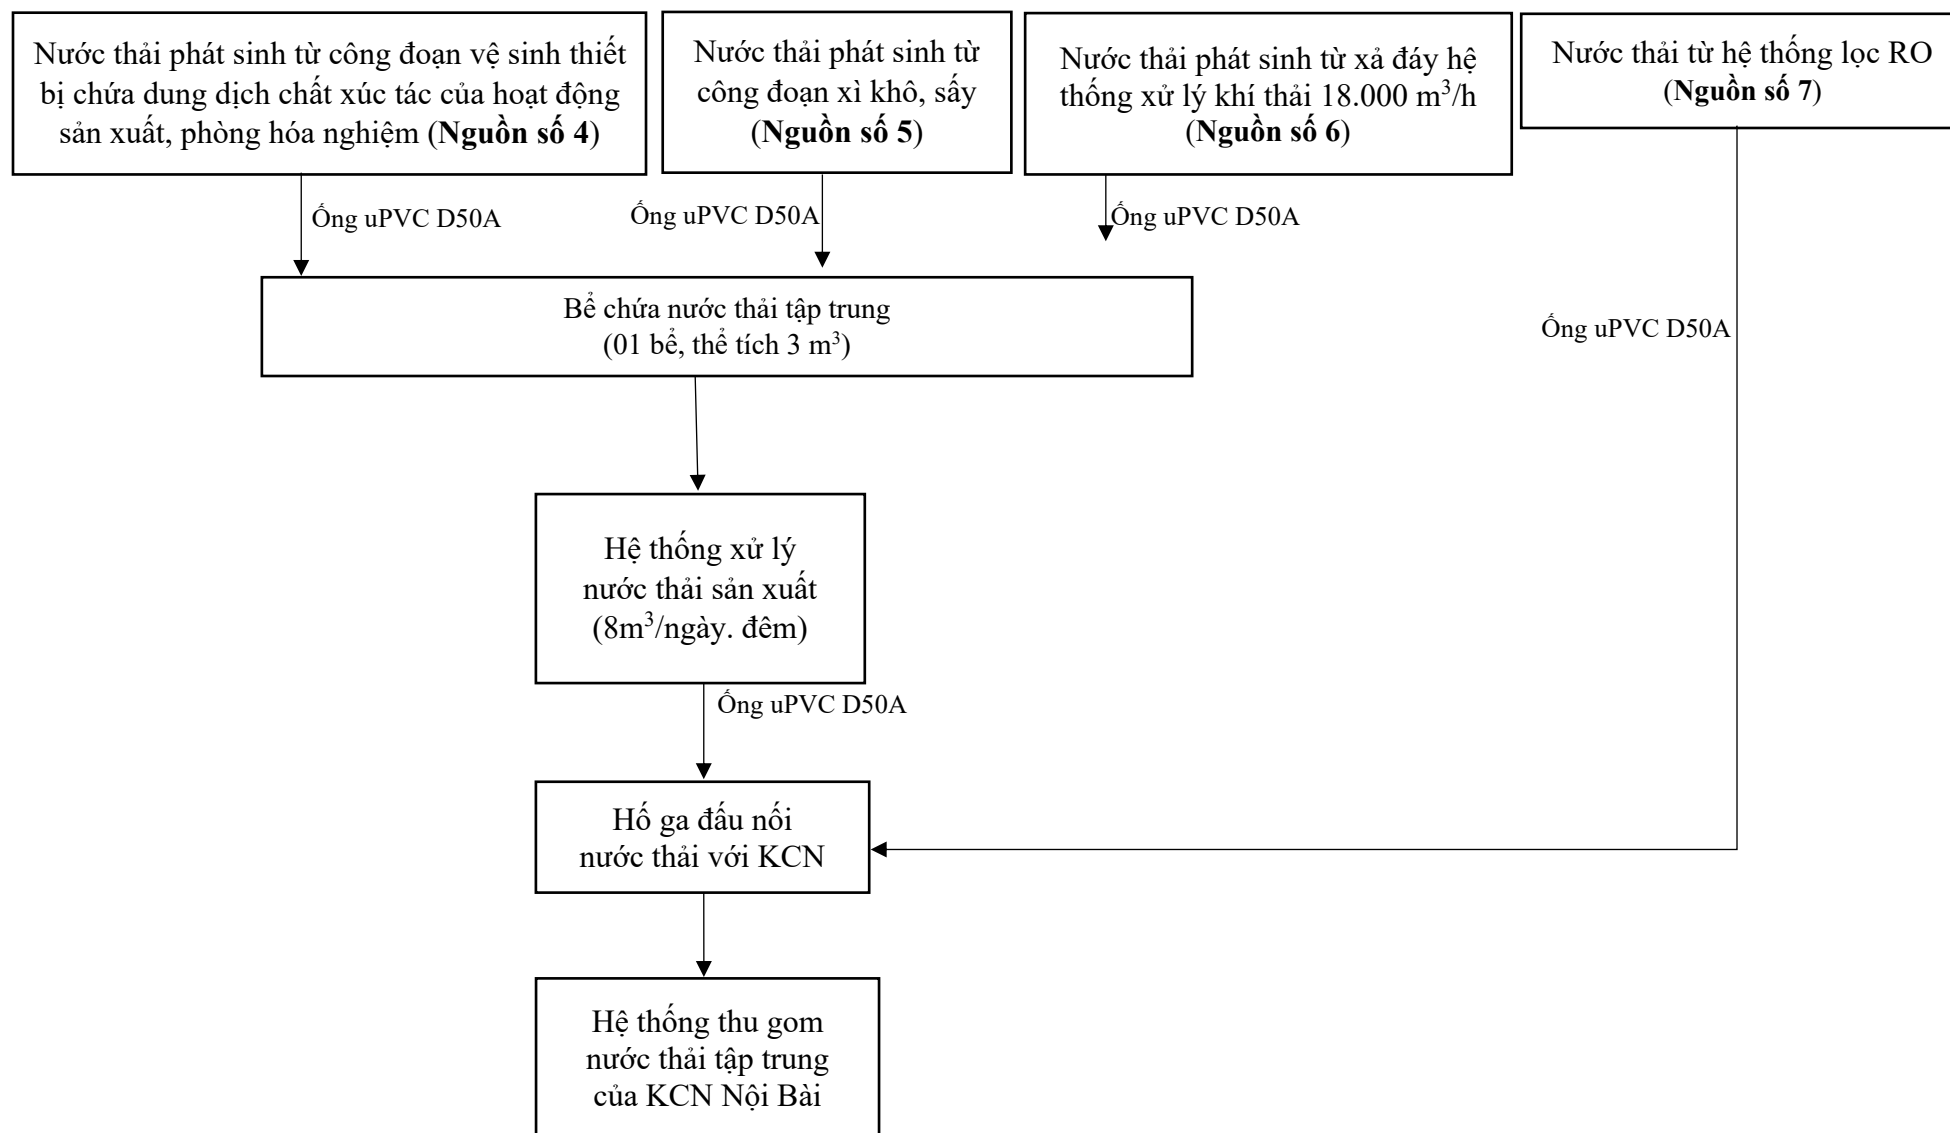 Nước thải phát sinh từ công đoạn vệ sinh thiết
bị chứa dung dịch chất xúc tác của hoạt động
sản xuất, phòng hóa nghiệm (Nguồn số 4)
Nước thải phát sinh từ
công đoạn xì khô, sấy
(Nguồn số 5)
Nước thải phát sinh từ xả đáy hệ
thống xử lý khí thải 18.000 m³/h
(Nguồn số 6)
Nước thải từ hệ thống lọc RO
(Nguồn số 7)
Ống uPVC D50A
Ống uPVC D50A
Ống uPVC D50A
Bể chứa nước thải tập trung
(01 bể, thể tích 3 m³)
Ống uPVC D50A
Hệ thống xử lý
nước thải sản xuất
(8m³/ngày. đêm)
Ống uPVC D50A
Hố ga đấu nối
nước thải với KCN
Hệ thống thu gom
nước thải tập trung
của KCN Nội Bài